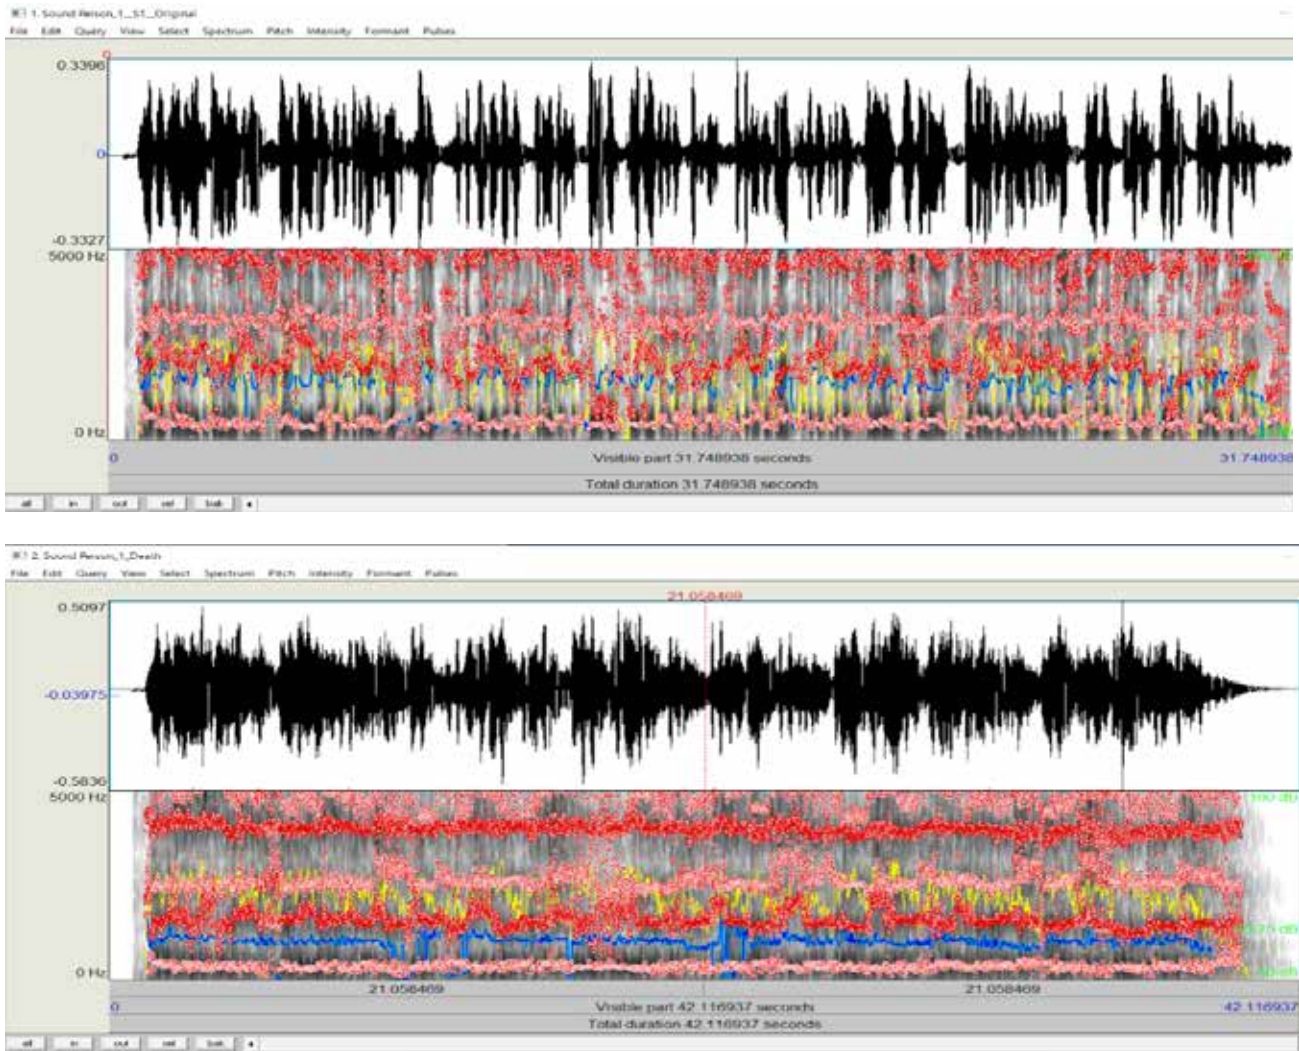 1. Sound Person_1_S1_Original
File Edit Query View Select Spectrum Pitch Intensity Formant Pulses
0
0.3396
0
-0.3327
5000 Hz
0 Hz
0 Visible part 31.748938 seconds 31.748938
Total duration 31.748938 seconds
all in out sel bak
2. Sound Person_1_Death
File Edit Query View Select Spectrum Pitch Intensity Formant Pulses
21.058469
0.5097
-0.03975
-0.5836
5000 Hz
100 dB
0 Hz
21.058469 21.058469
0 Visible part 42.116937 seconds 42.116937
Total duration 42.116937 seconds
all in out sel bak